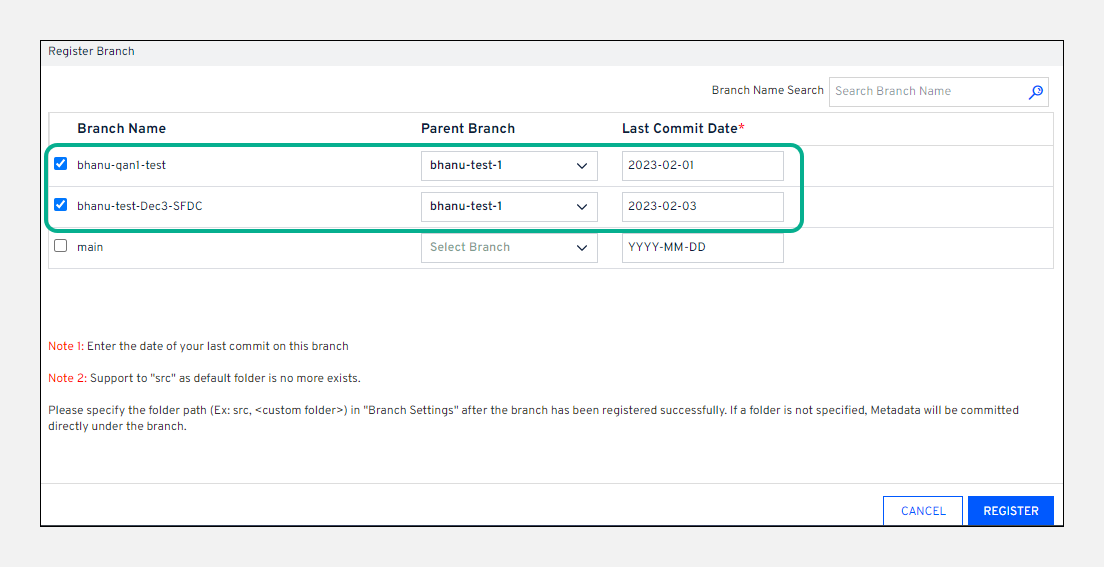 Register Branch
Branch Name Search Search Branch Name
Branch Name Parent Branch Last Commit Date*
bhanu-qan1-test bhanu-test-1 2023-02-01
bhanu-test-Dec3-SFDC bhanu-test-1 2023-02-03
main Select Branch YYYY-MM-DD
Note 1: Enter the date of your last commit on this branch
Note 2: Support to "src" as default folder is no more exists.
Please specify the folder path (Ex: src, <custom folder>) in "Branch Settings" after the branch has been registered successfully. If a folder is not specified, Metadata will be committed
directly under the branch.
CANCEL REGISTER